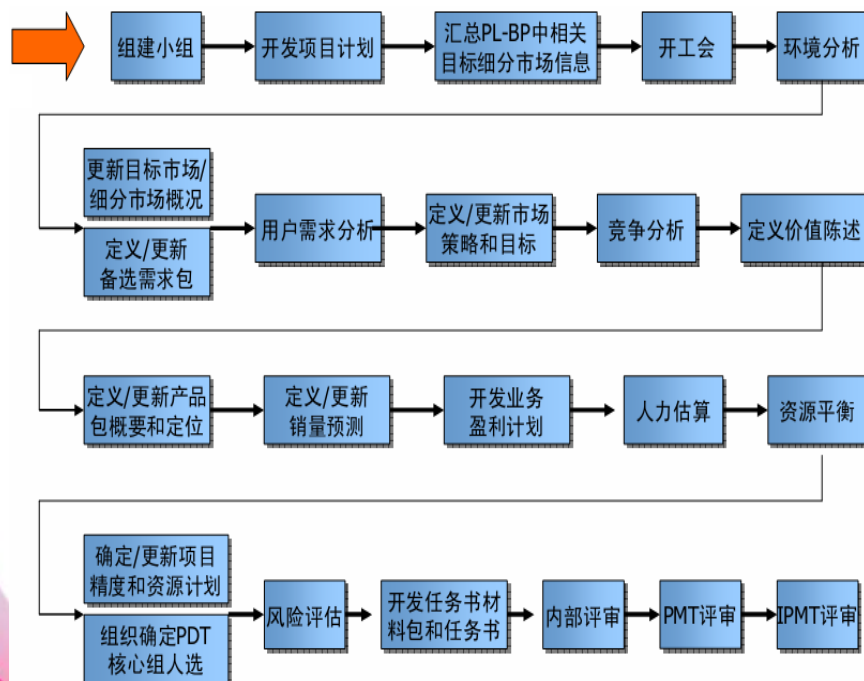 组建小组
开发项目计划
汇总PL-BP中相关
目标细分市场信息
开工会
环境分析
更新目标市场/
细分市场概况
定义/更新
备选需求包
用户需求分析
定义/更新市场
策略和目标
竞争分析
定义价值陈述
定义/更新产品
包概要和定位
定义/更新
销量预测
开发业务
盈利计划
人力估算
资源平衡
确定/更新项目
精度和资源计划
组织确定PDT
核心组人选
风险评估
开发任务书材
料包和任务书
内部评审
PMT评审
IPMT评审